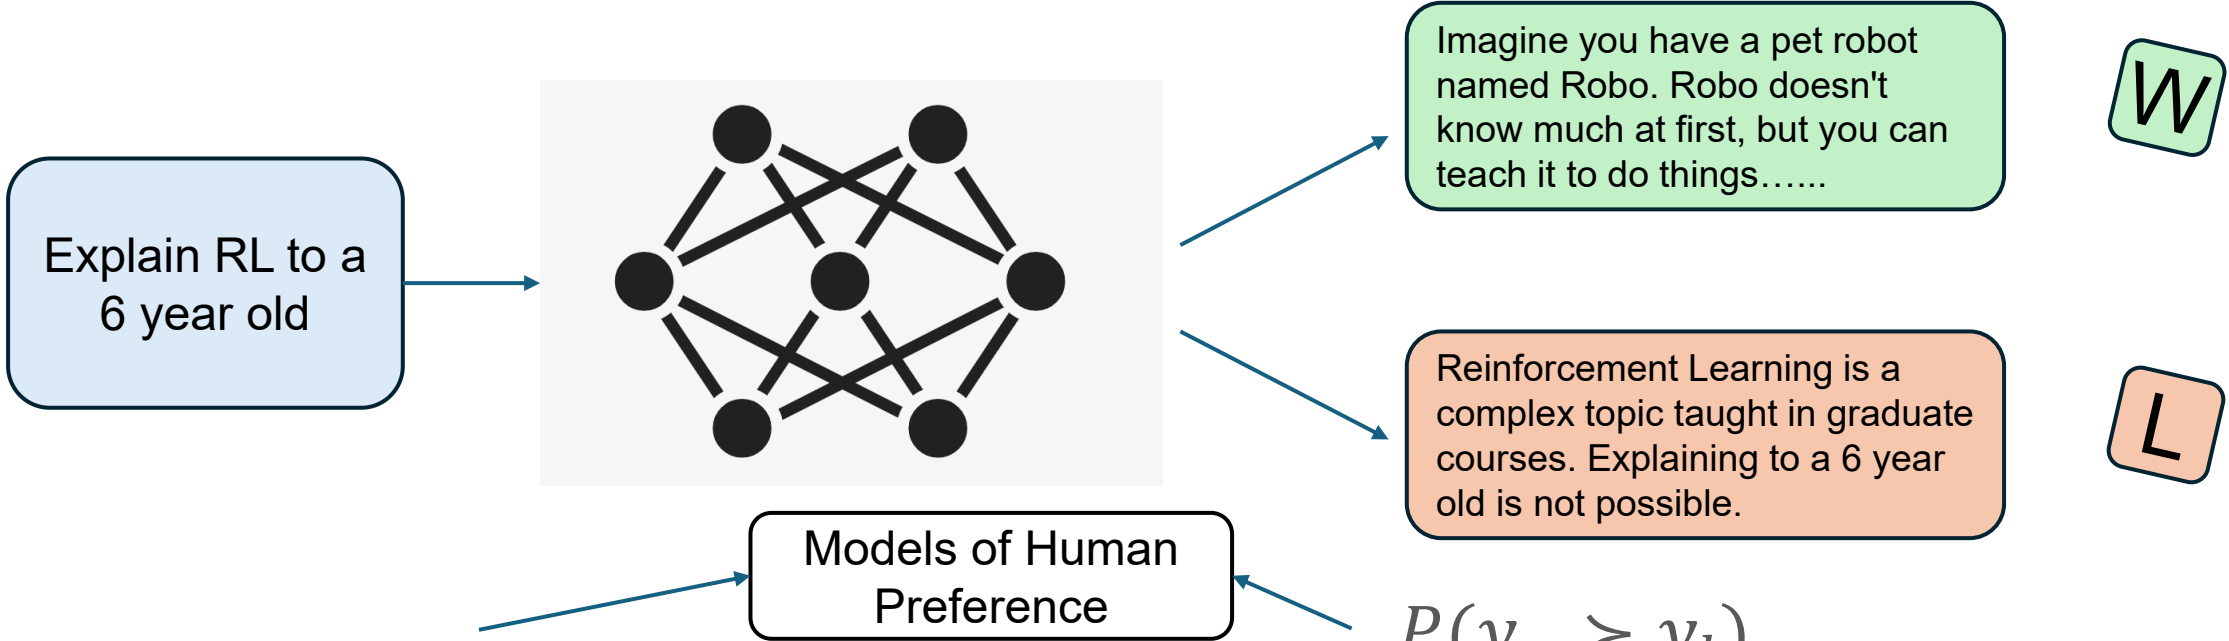 Explain RL to a
6 year old
Imagine you have a pet robot
named Robo. Robo doesn't
know much at first, but you can
teach it to do things…...
W
Reinforcement Learning is a
complex topic taught in graduate
courses. Explaining to a 6 year
old is not possible.
L
Models of Human
Preference